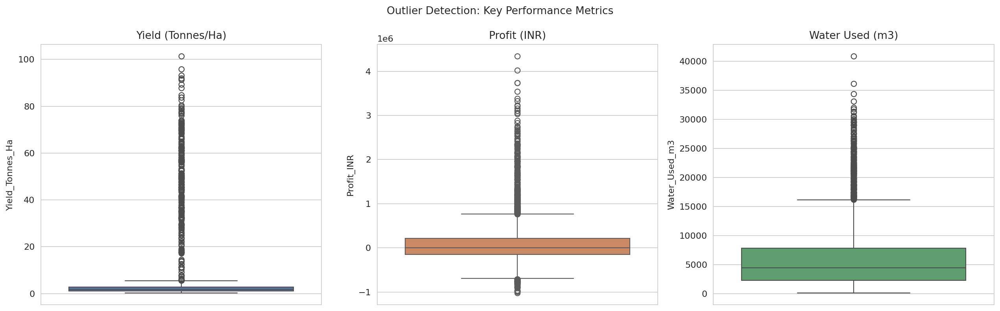 Outlier Detection: Key Performance Metrics
Yield (Tonnes/Ha)
Yield_Tonnes_Ha
100
80
60
40
20
0
Profit (INR)
1e6
Profit_INR
4
3
2
1
0
−1
Water Used (m3)
Water_Used_m3
40000
35000
30000
25000
20000
15000
10000
5000
0